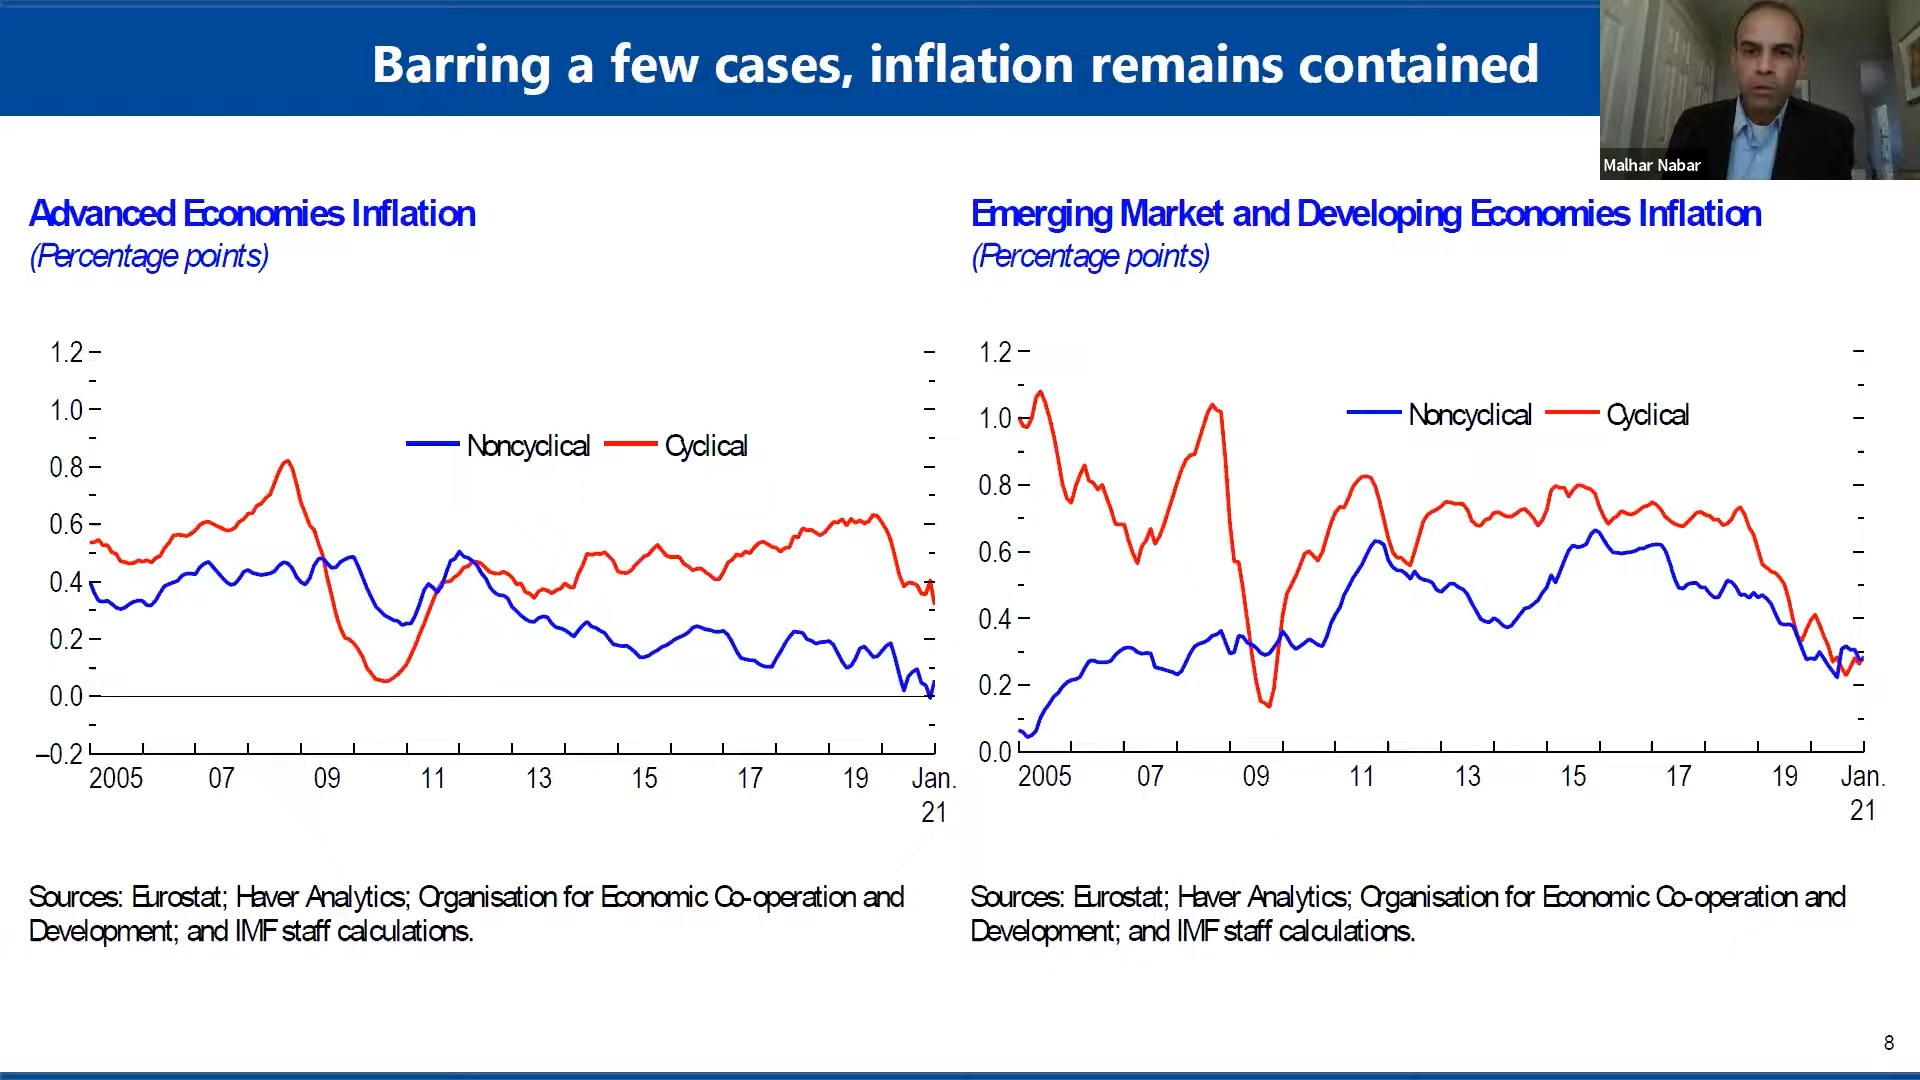 Barring a few cases, inflation remains contained
Malhar Nabar
Advanced Economies Inflation
(Percentage points)
1.2
1.0
0.8
0.6
0.4
0.2
0.0
–0.2
Noncyclical Cyclical
2005 07 09 11 13 15 17 19 Jan.
21
Sources: Eurostat; Haver Analytics; Organisation for Economic Co-operation and
Development; and IMF staff calculations.
Emerging Market and Developing Economies Inflation
(Percentage points)
1.2
1.0
0.8
0.6
0.4
0.2
0.0
Noncyclical Cyclical
2005 07 09 11 13 15 17 19 Jan.
21
Sources: Eurostat; Haver Analytics; Organisation for Economic Co-operation and
Development; and IMF staff calculations.
8